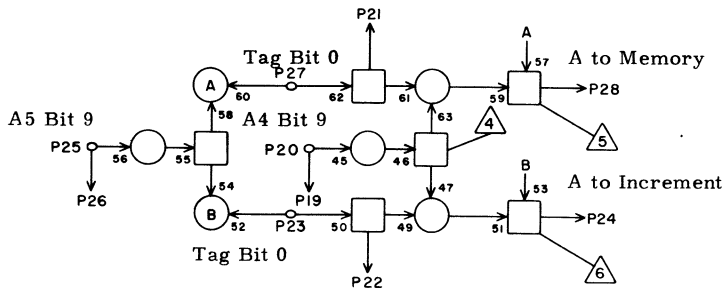 P21
Tag Bit 0
A
P27
A
57
A to Memory
60
62
61
59
P28
58
63
A5 Bit 9
A4 Bit 9
4
5
P25
56
55
P20
45
46
B
A to Increment
54
47
53
P26
B
P19
P24
52
P23
50
49
51
Tag Bit 0
6
P22